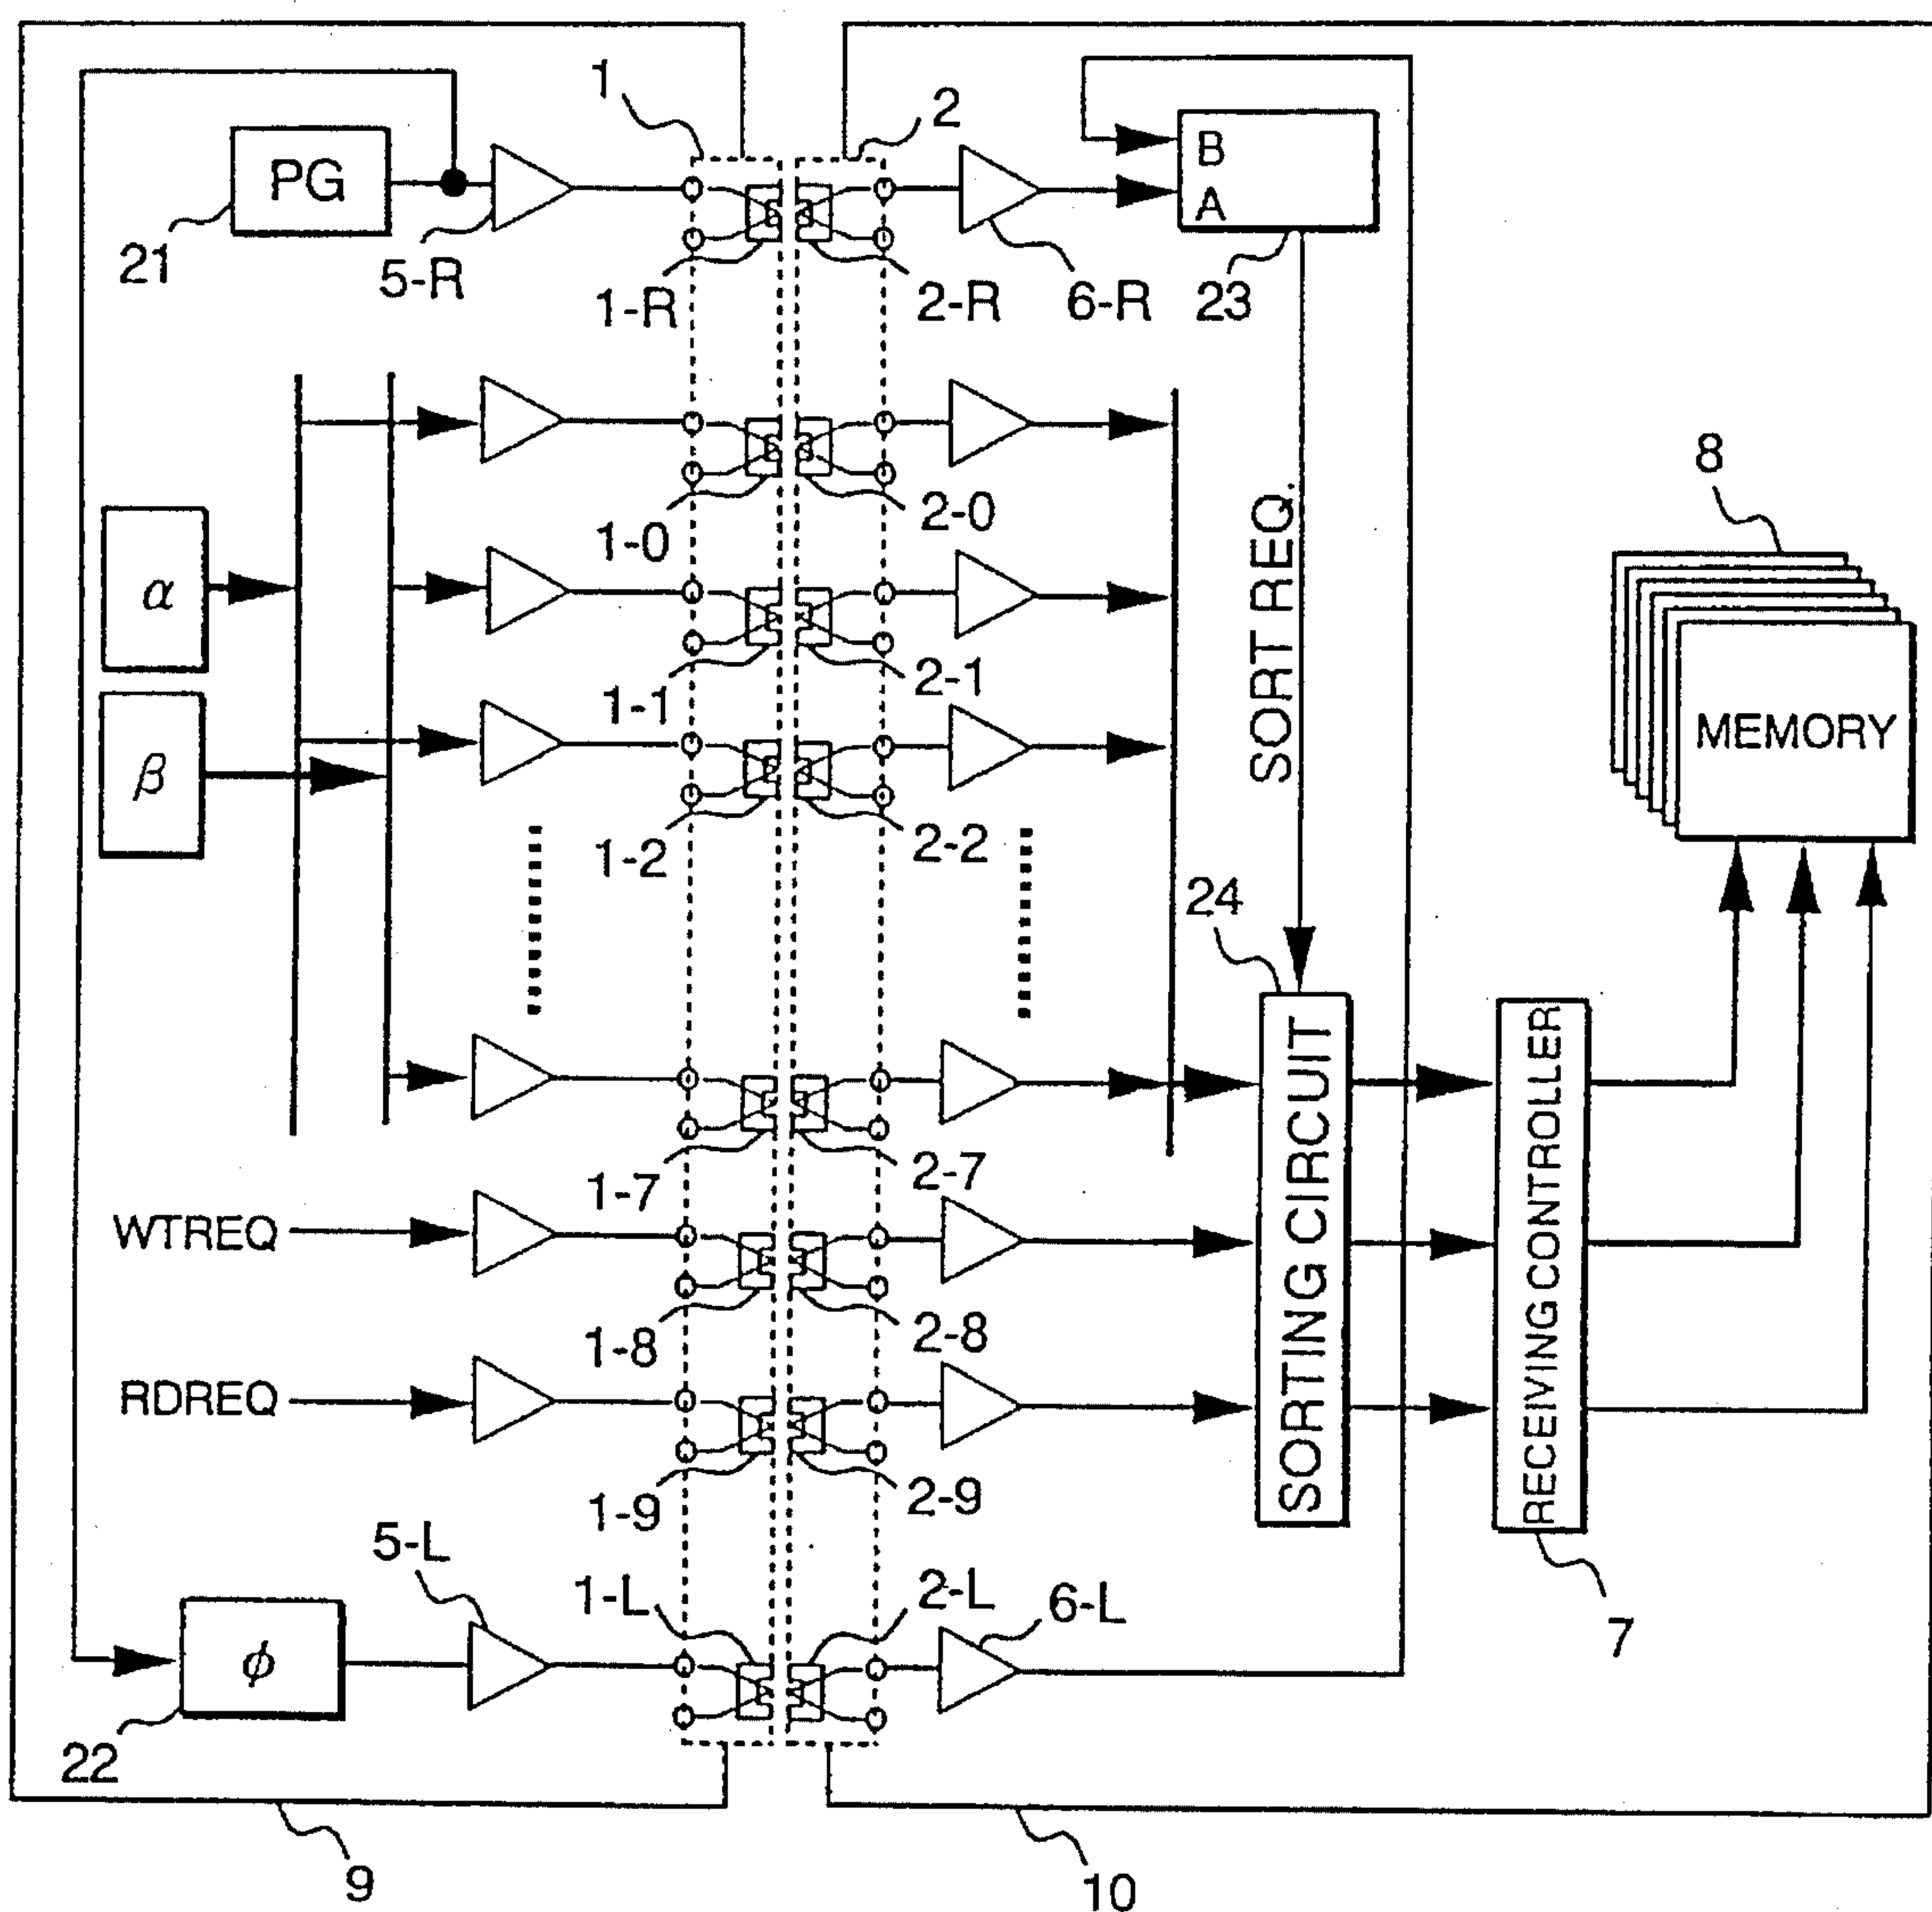 1
2
PG
B
A
21
5-R
1-R
2-R
6-R
23
1-0
2-0
α
1-1
2-1
SORT REQ.
8
β
MEMORY
1-2
2-2
24
1-7
2-7
SORTING CIRCUIT
RECEIVING CONTROLLER
WTREQ
1-8
2-8
RDREQ
1-9
2-9
5-L
1-L
2-L
6-L
7
ϕ
22
9
10